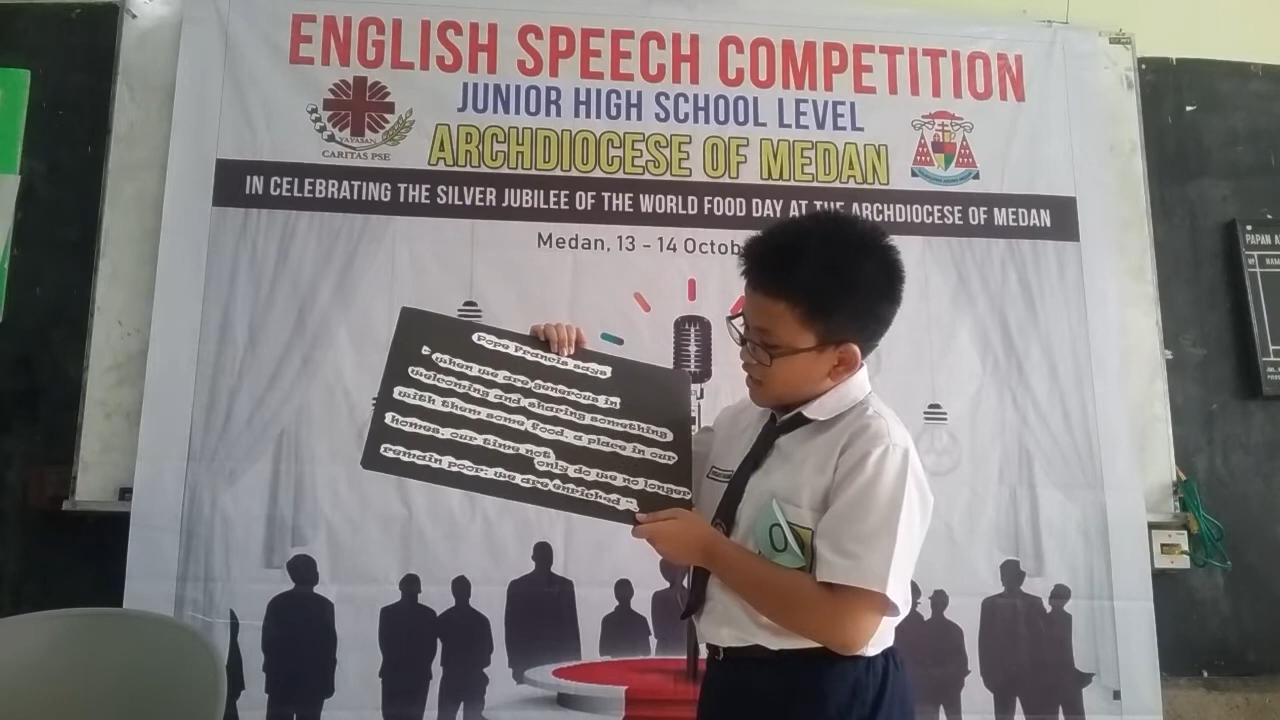 ENGLISH SPEECH COMPETITION
JUNIOR HIGH SCHOOL LEVEL
ARCHDIOCESE OF MEDAN
YAYASAN
CARITAS PSE
IN CELEBRATING THE SILVER JUBILEE OF THE WORLD FOOD DAY AT THE ARCHDIOCESE OF MEDAN
Medan, 13 - 14 Octob
Pope Francis says
" when we are generous in
welcoming and sharing something
with them some food, a place in our
homes, our time not
only do we no longer
remain poor: we are enriched ".
O
PAPAN A